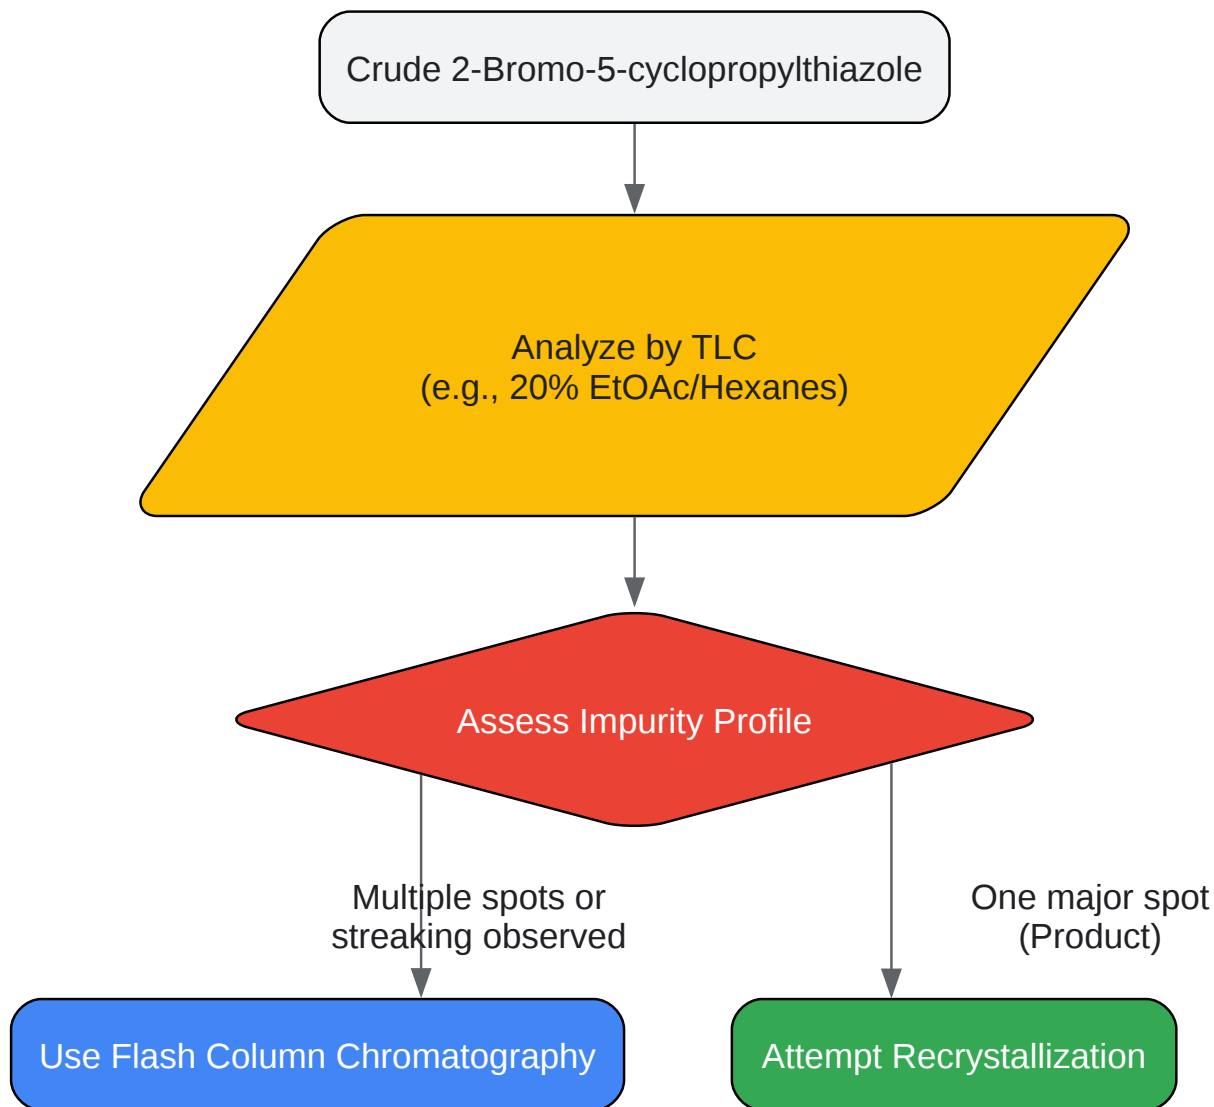 Crude 2-Bromo-5-cyclopropylthiazole
Analyze by TLC
(e.g., 20% EtOAc/Hexanes)
Assess Impurity Profile
Multiple spots or
streaking observed
One major spot
(Product)
Use Flash Column Chromatography
Attempt Recrystallization